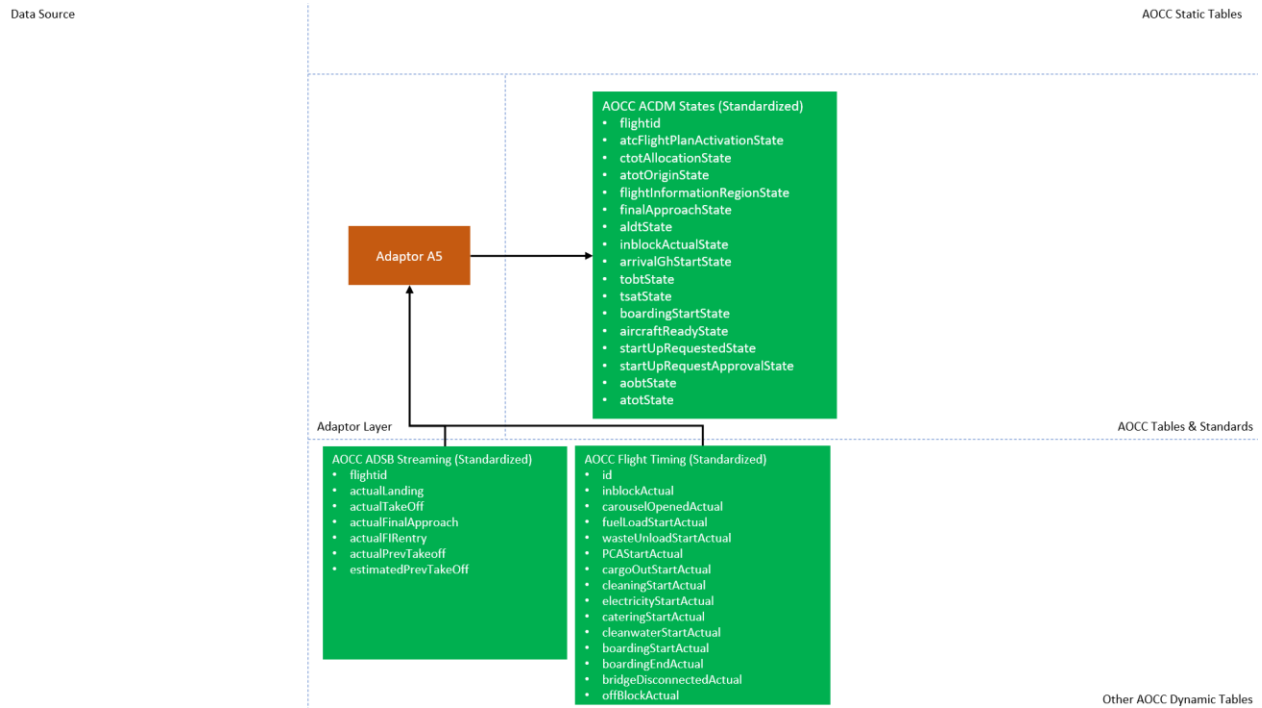 Data Source
AOCC Static Tables
AOCC ACDM States (Standardized)
• flightid
• atcFlightPlanActivationState
• ctotAllocationState
• atotOriginState
• flightInformationRegionState
• finalApproachState
• aldtState
• inblockActualState
• arrivalGhStartState
• tobtState
• tsatState
• boardingStartState
• aircraftReadyState
• startUpRequestedState
• startUpRequestApprovalState
• aobtState
• atotState
Adaptor A5
Adaptor Layer
AOCC Tables & Standards
AOCC ADSB Streaming (Standardized)
• flightid
• actualLanding
• actualTakeOff
• actualFinalApproach
• actualFIRentry
• actualPrevTakeoff
• estimatedPrevTakeOff
AOCC Flight Timing (Standardized)
• id
• inblockActual
• carouselOpenedActual
• fuelLoadStartActual
• wasteUnloadStartActual
• PCAStartActual
• cargoOutStartActual
• cleaningStartActual
• electricityStartActual
• cateringStartActual
• cleanwaterStartActual
• boardingStartActual
• boardingEndActual
• bridgeDisconnectedActual
• offBlockActual
Other AOCC Dynamic Tables